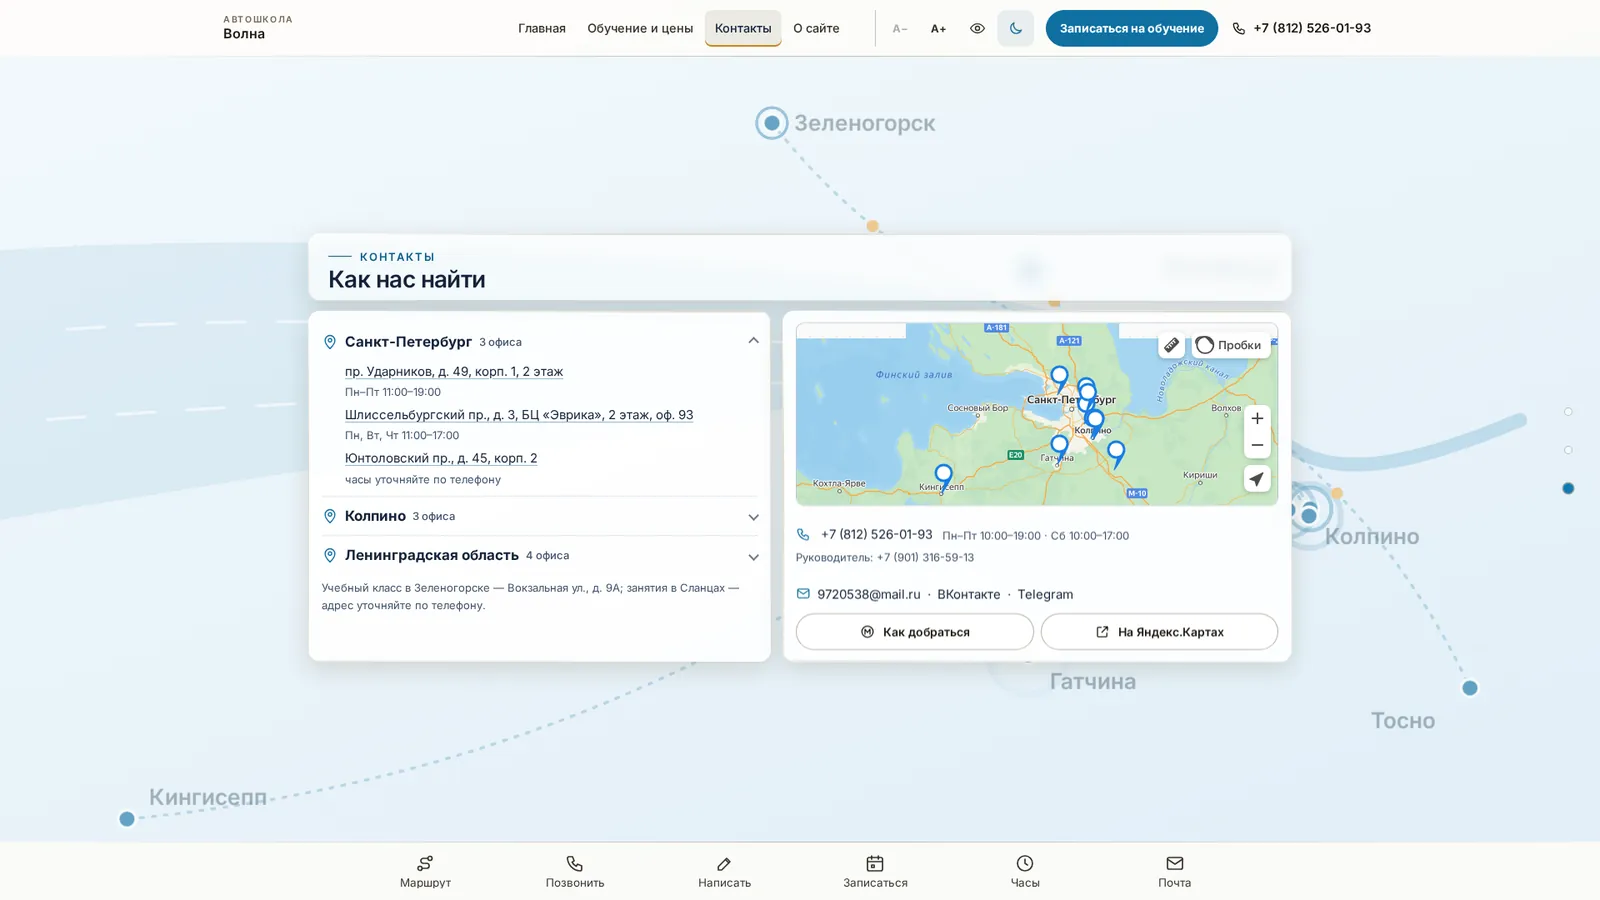 АВТОШКОЛА
Волна
Главная
Обучение и цены
Контакты
О сайте
A−
A+
Записаться на обучение
+7 (812) 526-01-93
Зеленогорск
КОНТАКТЫ
Как нас найти
Санкт-Петербург 3 офиса
пр. Ударников, д. 49, корп. 1, 2 этаж
Пн–Пт 11:00–19:00
Шлиссельбургский пр., д. 3, БЦ «Эврика», 2 этаж, оф. 93
Пн, Вт, Чт 11:00–17:00
Юнтоловский пр., д. 45, корп. 2
часы уточняйте по телефону
Колпино 3 офиса
Ленинградская область 4 офиса
Учебный класс в Зеленогорске — Вокзальная ул., д. 9А; занятия в Сланцах —
адрес уточняйте по телефону.
А-181
А-121
Пробки
Финский залив
Новоладожский канал
Сосновый Бор
Волхов
E20
Гатчина
Кириши
Кохтла-Ярве
М-10
+7 (812) 526-01-93 Пн–Пт 10:00–19:00 · Сб 10:00–17:00
Руководитель: +7 (901) 316-59-13
9720538@mail.ru · ВКонтакте · Telegram
Как добраться
На Яндекс.Картах
Колпино
Гатчина
Тосно
Кингисепп
Маршрут
Позвонить
Написать
Записаться
Часы
Почта